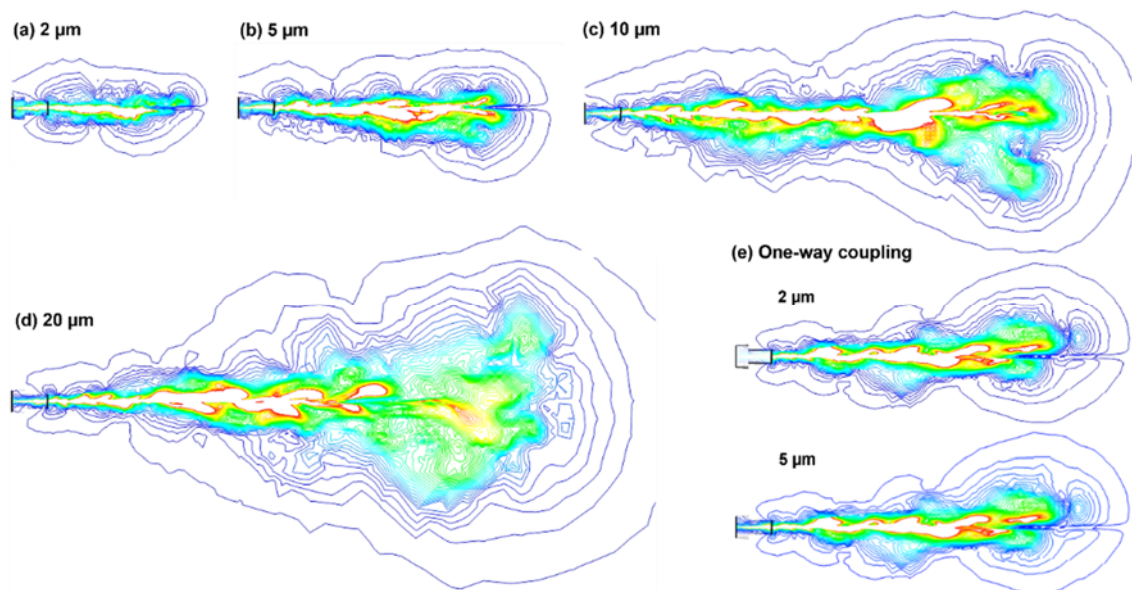 (a) 2 µm
(b) 5 µm
(c) 10 µm
(d) 20 µm
(e) One-way coupling
2 µm
5 µm